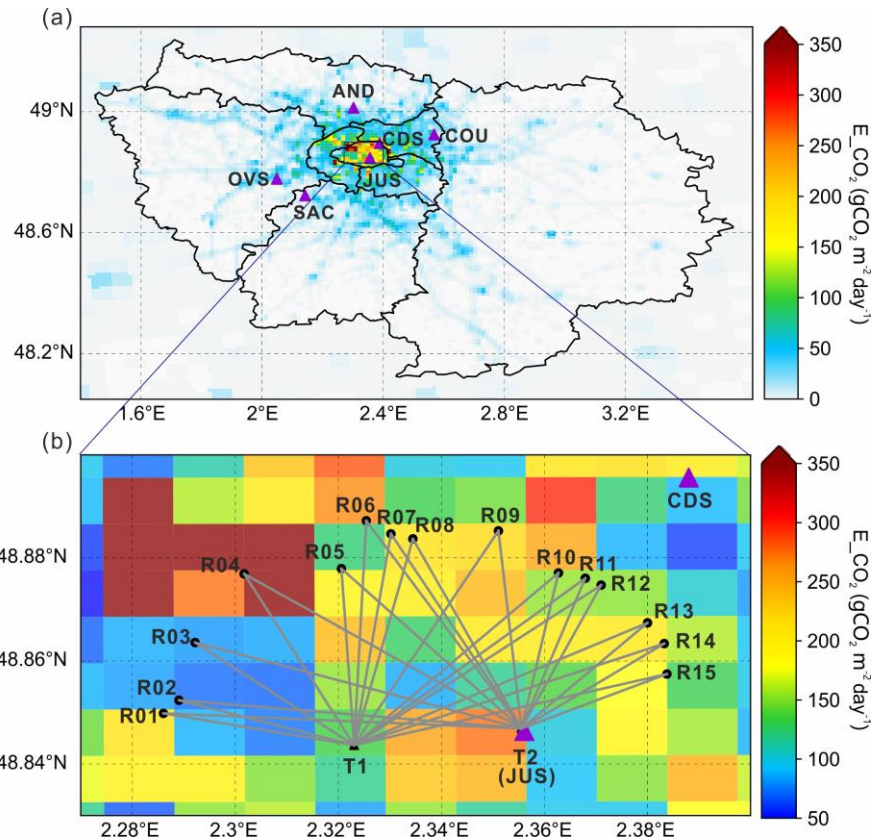 (a)
AND
CDS
COU
OVS
JUS
SAC
49°N
48.6°N
48.2°N
1.6°E
2°E
2.4°E
2.8°E
3.2°E
350
300
250
200
150
100
50
0
E_CO₂ (gCO₂ m⁻² day⁻¹)
(b)
CDS
R06
R07
R08
R09
R04
R05
R10
R11
R12
R03
R13
R14
R02
R15
R01
T1
T2
(JUS)
48.88°N
48.86°N
48.84°N
2.28°E
2.3°E
2.32°E
2.34°E
2.36°E
2.38°E
350
300
250
200
150
100
50
E_CO₂ (gCO₂ m⁻² day⁻¹)